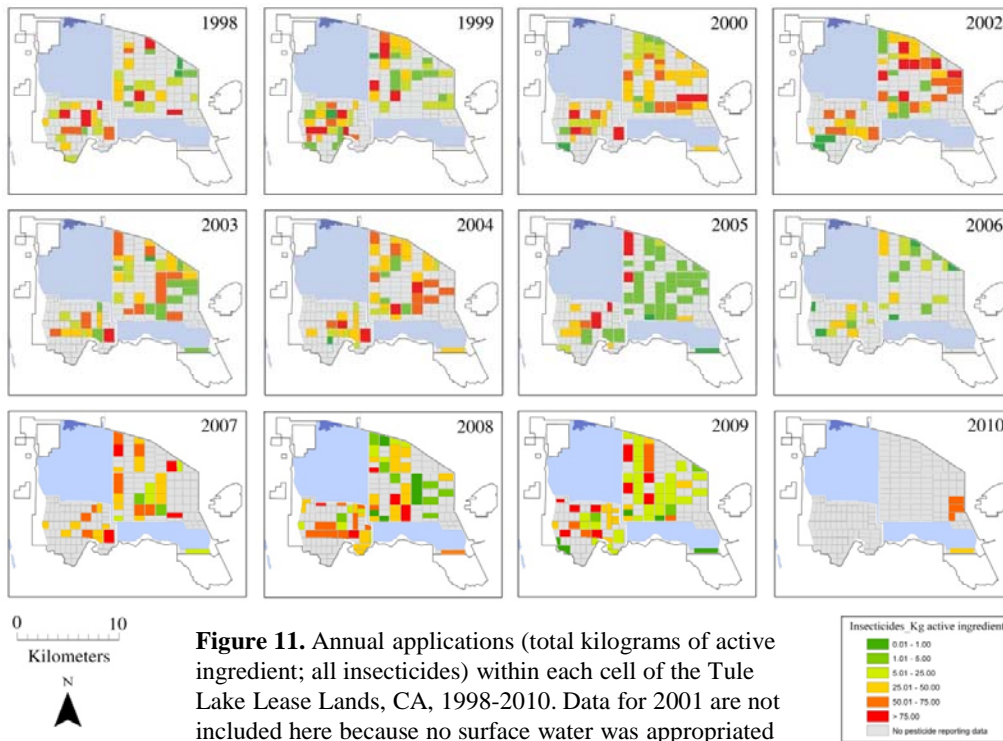 1998
1999
2000
2002
2003
2004
2005
2006
2007
2008
2009
2010
0 10
Kilometers
N
Figure 11. Annual applications (total kilograms of active
ingredient; all insecticides) within each cell of the Tule
Lake Lease Lands, CA, 1998-2010. Data for 2001 are not
included here because no surface water was appropriated
Insecticides_Kg active ingredient
0.01 - 1.00
1.01 - 5.00
5.01 - 25.00
25.01 - 50.00
50.01 - 75.00
> 75.00
No pesticide reporting data